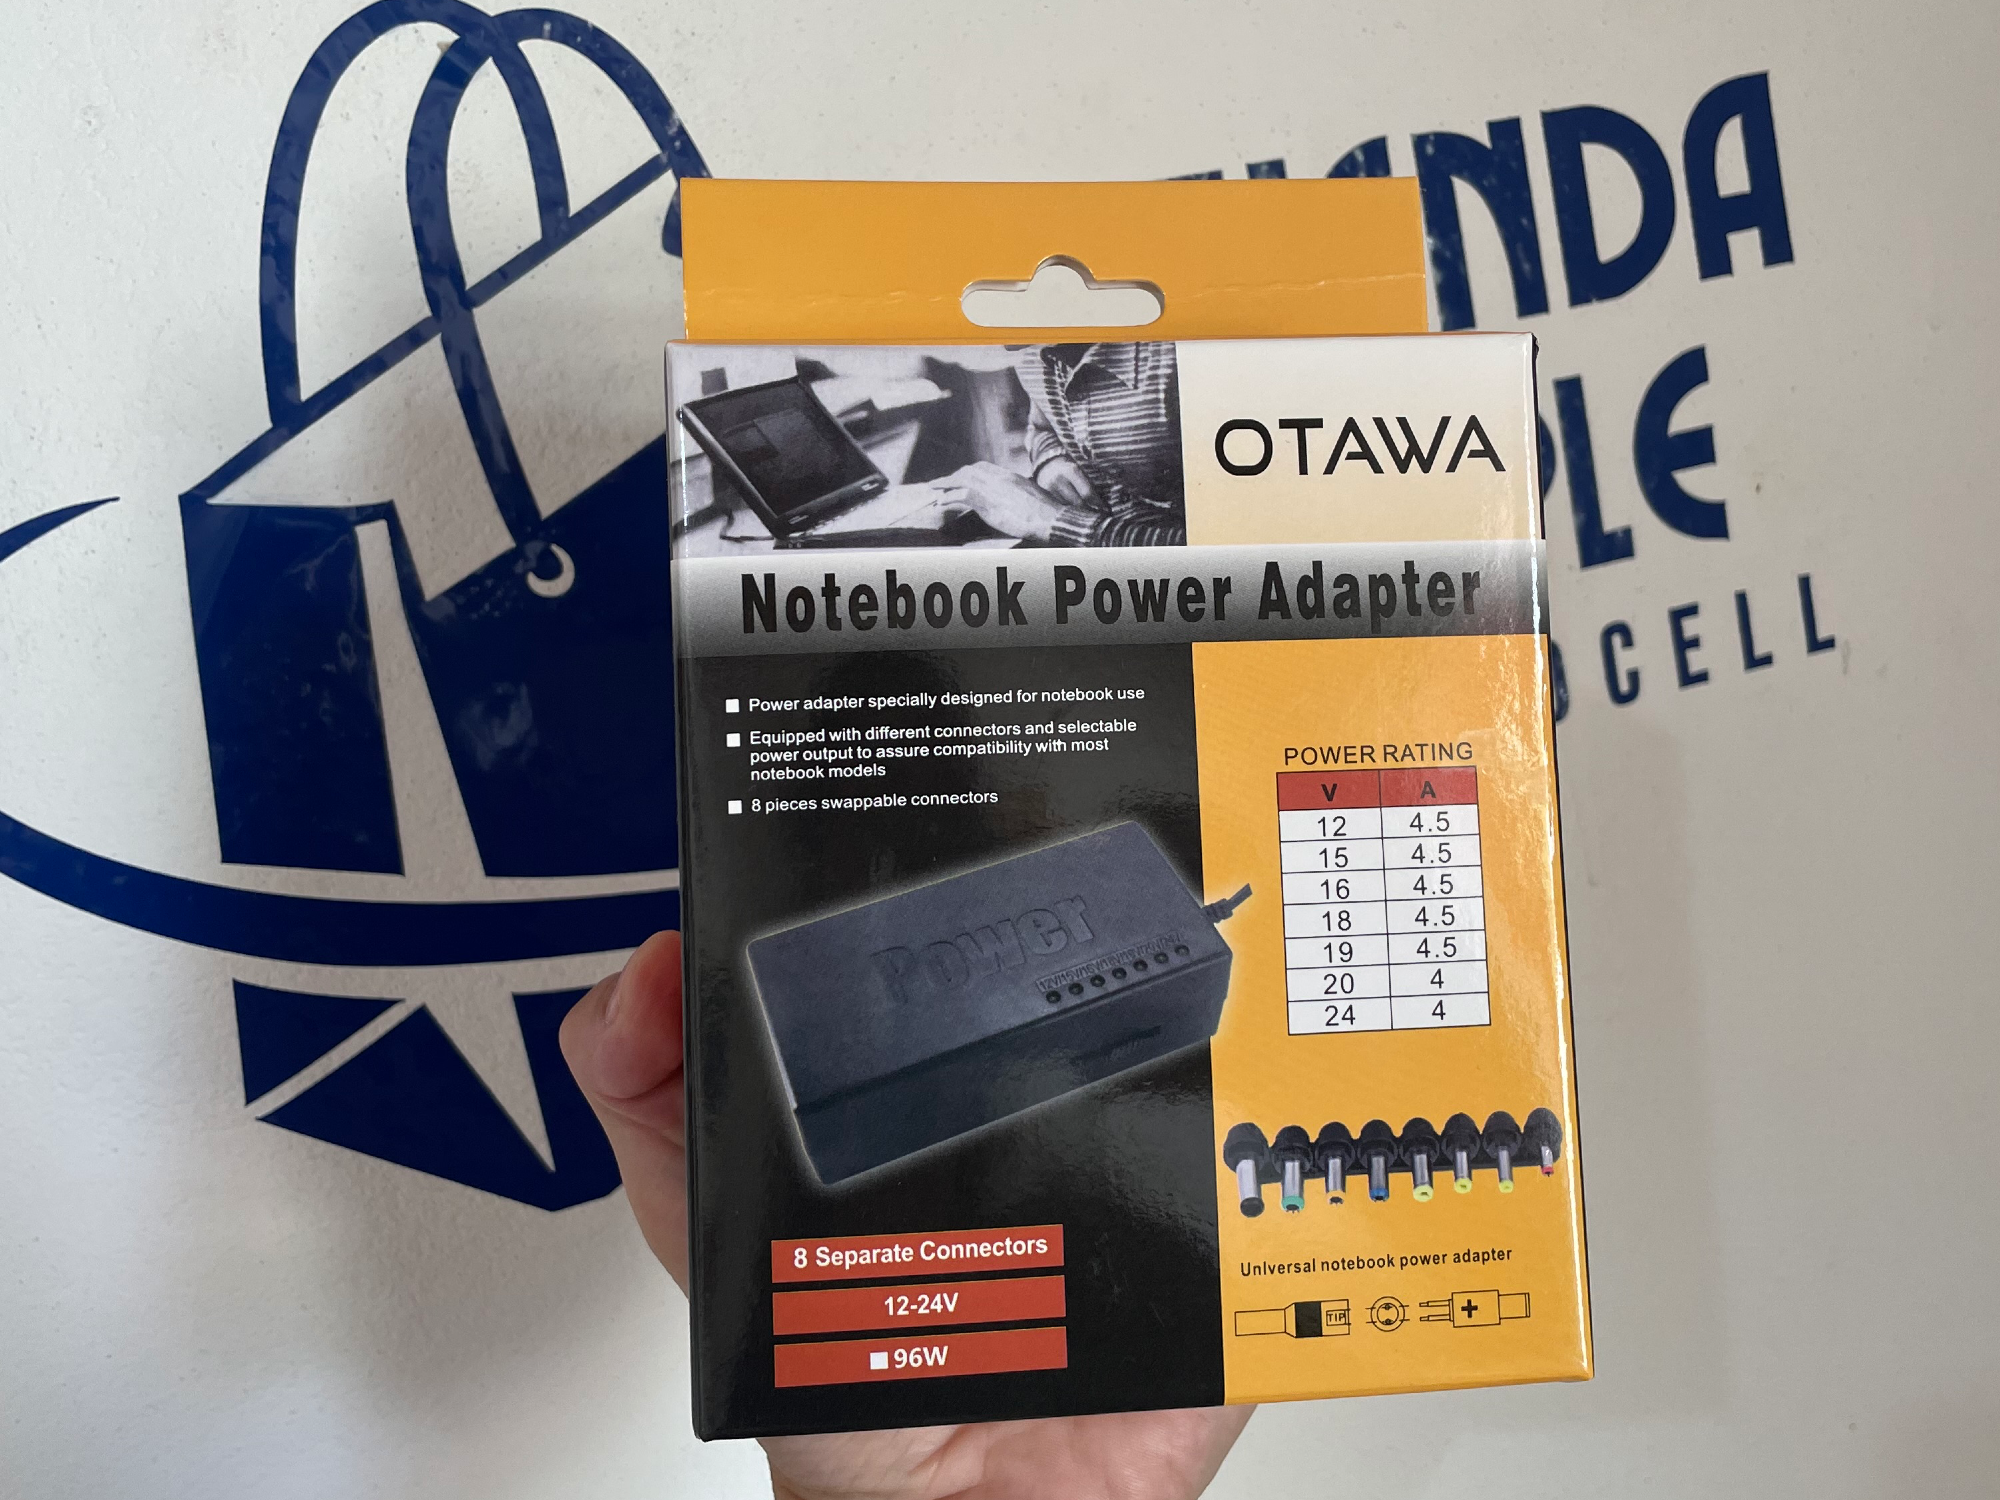 OTAWA
Notebook Power Adapter
Power adapter specially designed for notebook use
Equipped with different connectors and selectable
power output to assure compatibility with most
notebook models
8 pieces swappable connectors
Power
POWER RATING
V A
12 4.5
15 4.5
16 4.5
18 4.5
19 4.5
20 4
24 4
8 Separate Connectors
12-24V
96W
Unlversal notebook power adapter
TIP
+